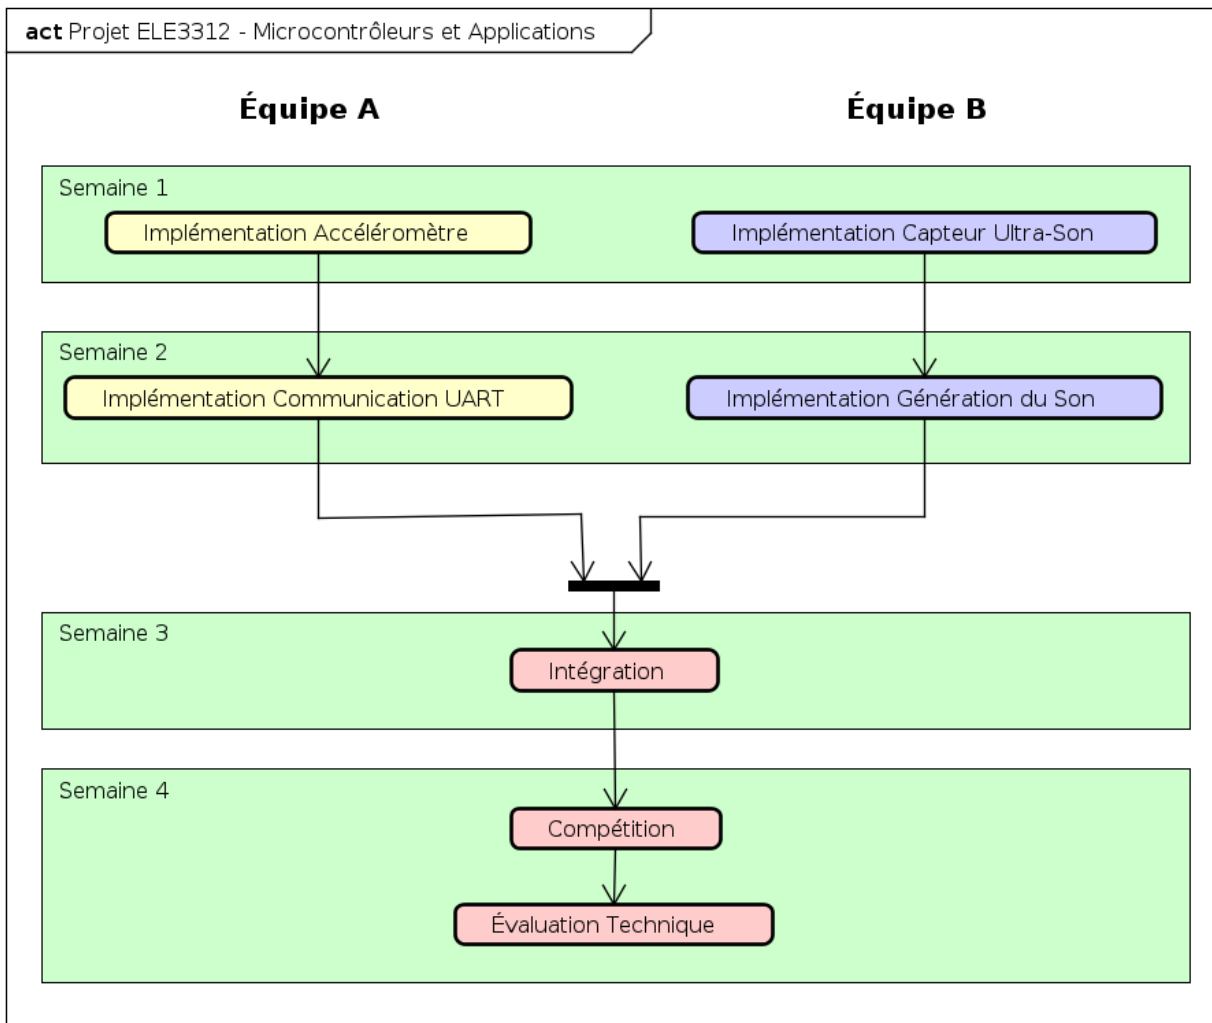 act Projet ELE3312 - Microcontrôleurs et Applications
Équipe A
Équipe B
Semaine 1
Implémentation Accéléromètre
Implémentation Capteur Ultra-Son
Semaine 2
Implémentation Communication UART
Implémentation Génération du Son
Semaine 3
Intégration
Semaine 4
Compétition
Évaluation Technique